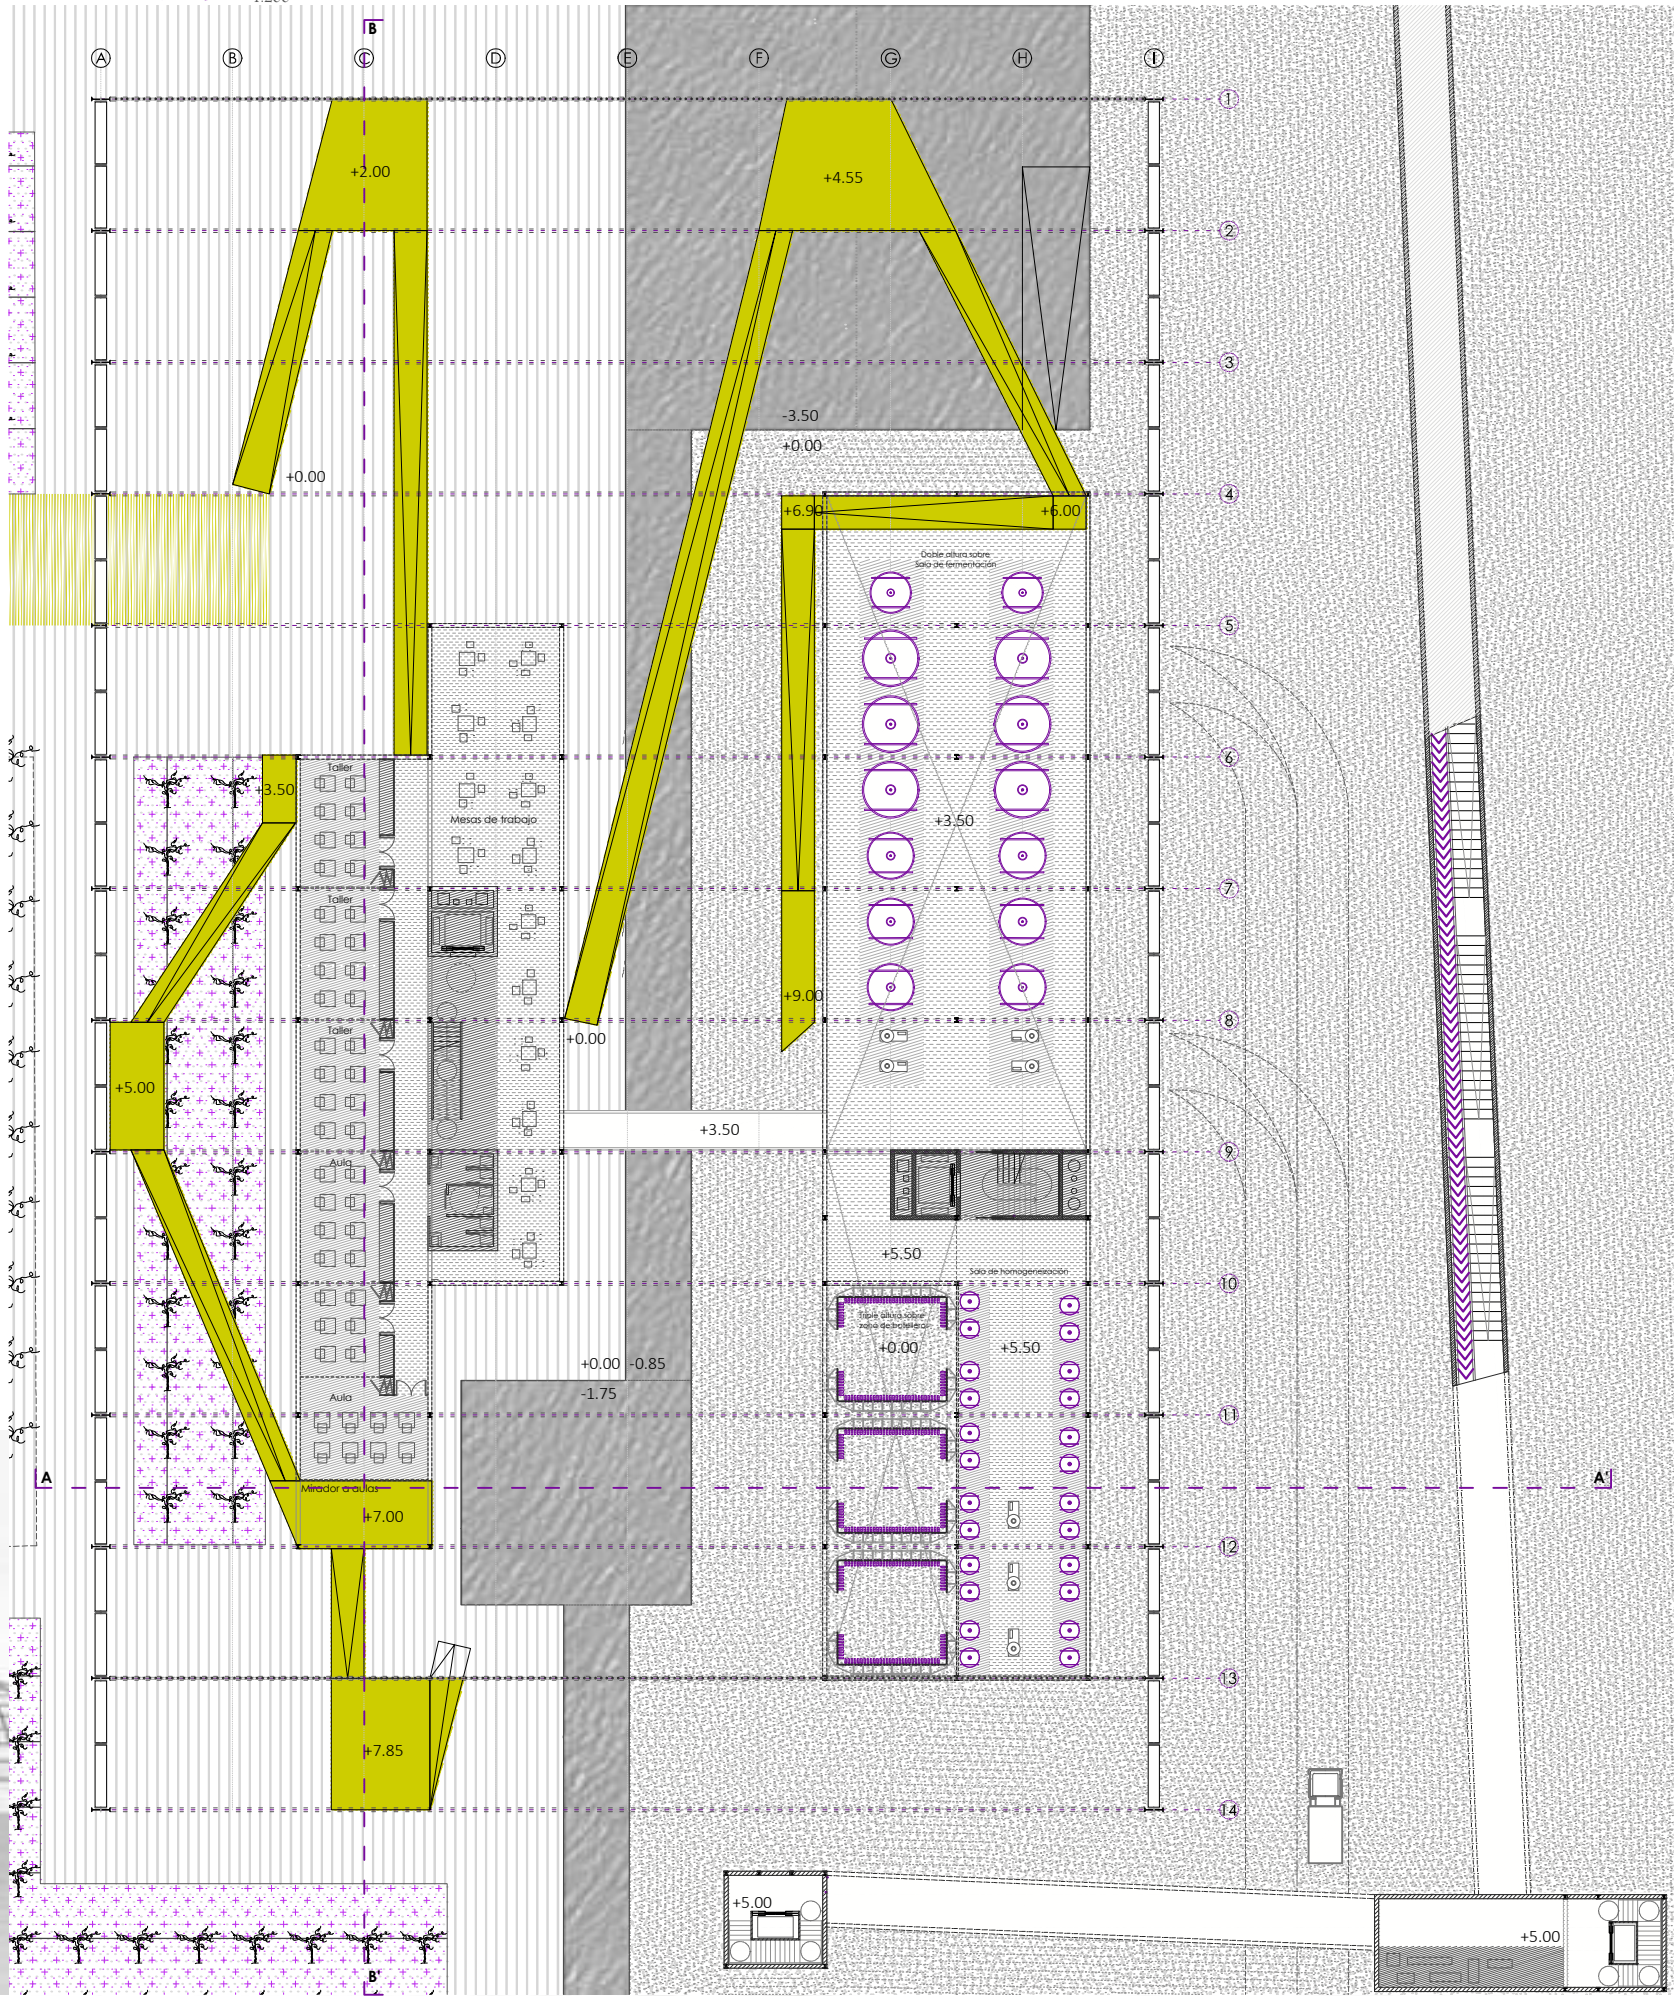 B
A B C D E F G H I
1
+2.00
+4.55
2
3
-3.50
+0.00
+0.00
4
+6.90
+6.00
Doble altura sobre
Sala de fermentación
5
6
Taller
+3.50
Mesas de trabajo
+3.50
7
Taller
+9.00
8
Taller
+0.00
+5.00
+3.50
9
Aula
+5.50
Sala de homogeneización
10
Triple altura sobre
zona de botelleros
+0.00
+5.50
+0.00 -0.85
-1.75
Aula
11
A
A'
Mirador a aulas
+7.00
12
13
+7.85
14
+5.00
+5.00
B'